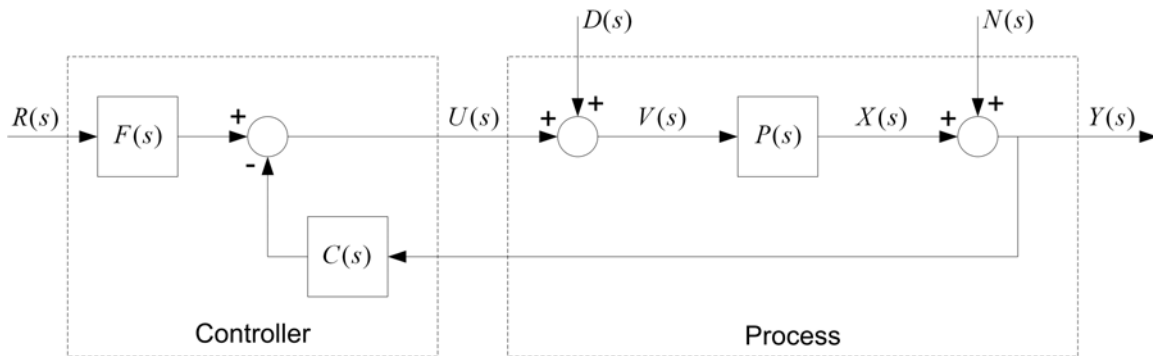 D(s) N(s)
R(s) F(s) + - U(s) + + V(s) P(s) X(s) + + Y(s)
C(s)
Controller Process